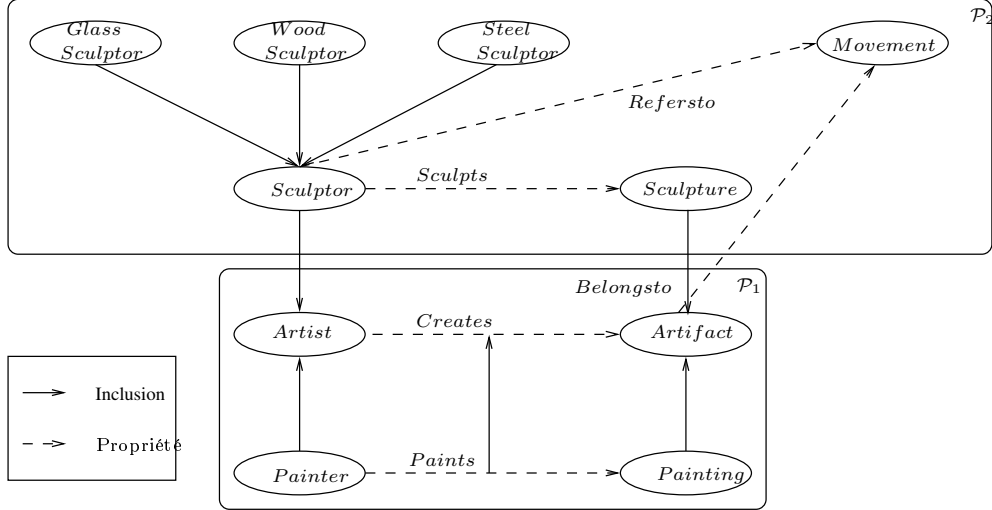 𝒫₂
Glass
Sculptor
Wood
Sculptor
Steel
Sculptor
Movement
Refersto
Sculptor
Sculpts
Sculpture
Belongsto
𝒫₁
Artist
Creates
Artifact
Inclusion
Propriété
Painter
Paints
Painting